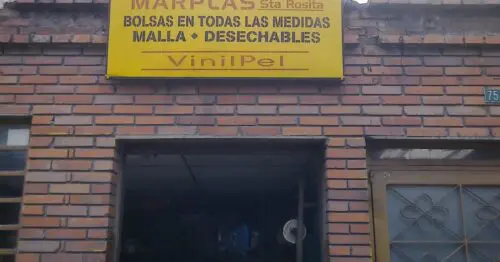 MARPLAS Sta Rosita
BOLSAS EN TODAS LAS MEDIDAS
MALLA • DESECHABLES
VinilPel
75